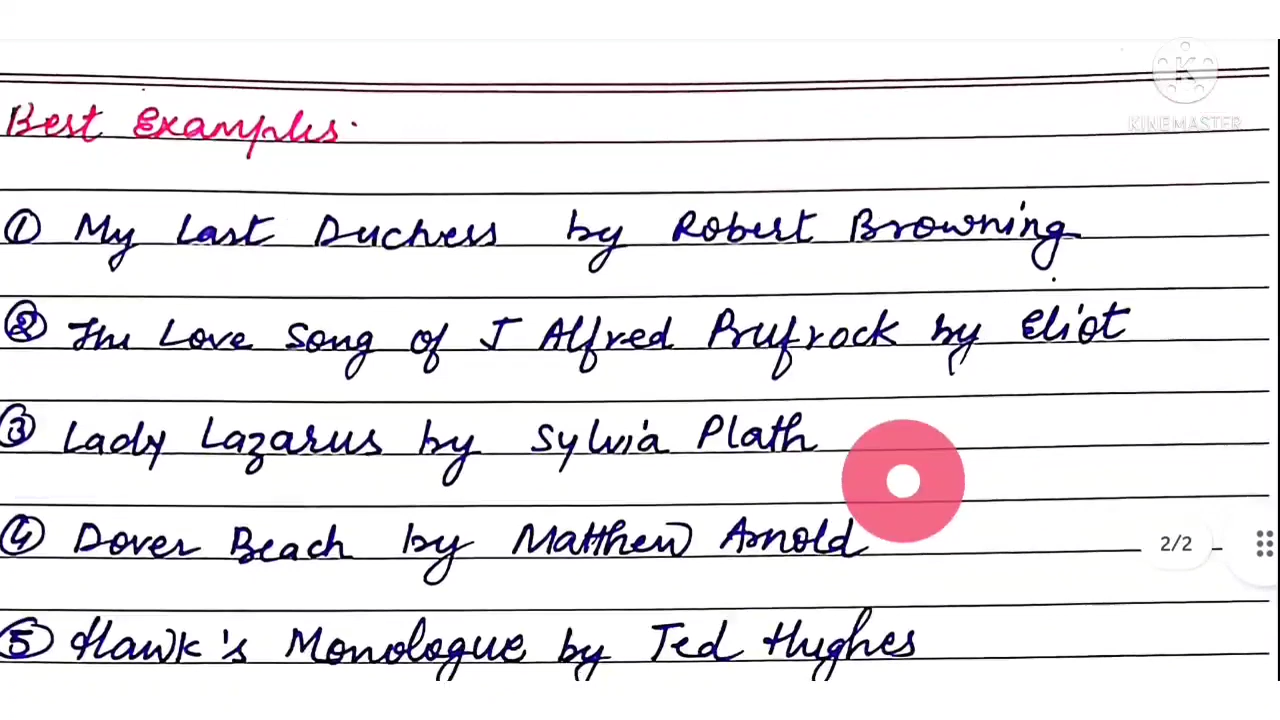 KINEMASTER
Best Examples.
① My Last Duchess by Robert Browning
② The Love Song of J Alfred Prufrock by Eliot
③ Lady Lazarus by Sylvia Plath
④ Dover Beach by Matthew Arnold
2/2
⑤ Hawk's Monologue by Ted Hughes